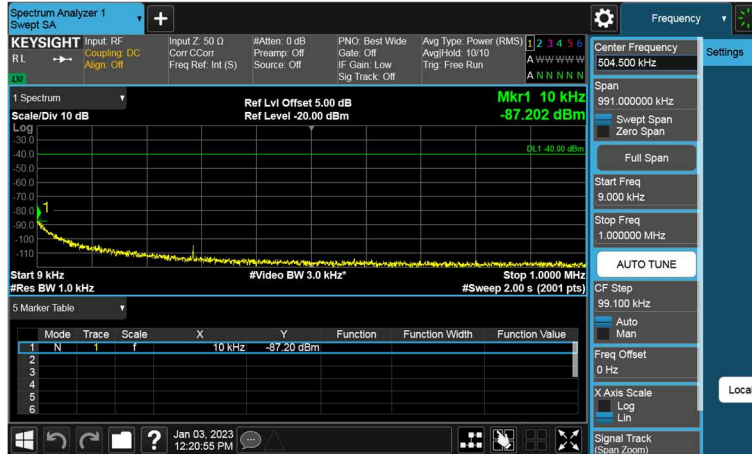 Spectrum Analyzer 1
Swept SA
Frequency
KEYSIGHT
RL
LXI
Input: RF
Coupling: DC
Align: Off
Input Z: 50 Ω
Corr CCorr
Freq Ref: Int (S)
#Atten: 0 dB
Preamp: Off
Source: Off
PNO: Best Wide
Gate: Off
IF Gain: Low
Sig Track: Off
Avg Type: Power (RMS)
Avg|Hold: 10/10
Trig: Free Run
1 2 3 4 5 6
A W W W W W
A N N N N N
1 Spectrum
Scale/Div 10 dB
Ref Lvl Offset 5.00 dB
Ref Level -20.00 dBm
Mkr1 10 kHz
-87.202 dBm
Log
-30.0
-40.0
-50.0
-60.0
-70.0
-80.0
-90.0
-100
-110
DL1 -40.00 dBm
1
Start 9 kHz
#Res BW 1.0 kHz
#Video BW 3.0 kHz*
Stop 1.0000 MHz
#Sweep 2.00 s (2001 pts)
5 Marker Table
Mode Trace Scale X Y Function Function Width Function Value
1 N 1 f 10 kHz -87.20 dBm
2
3
4
5
6
Jan 03, 2023
12:20:55 PM
Center Frequency
504.500 kHz
Settings
Span
991.000000 kHz
Swept Span
Zero Span
Full Span
Start Freq
9.000 kHz
Stop Freq
1.000000 MHz
AUTO TUNE
CF Step
99.100 kHz
Auto
Man
Freq Offset
0 Hz
X Axis Scale
Log
Lin
Local
Signal Track
(Span Zoom)